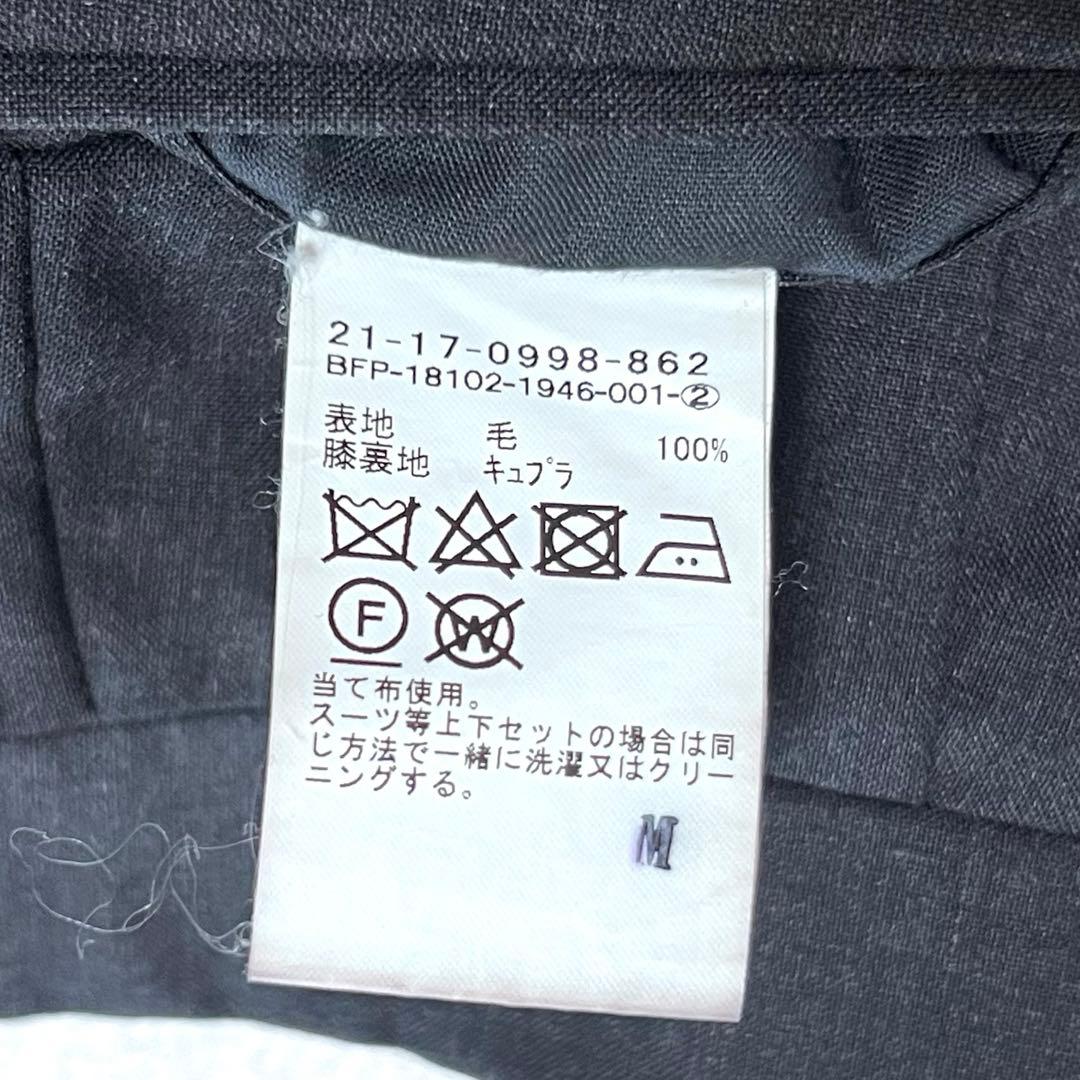 21-17-0998-862
BFP-18102-1946-001-②
表地 毛 100%
膝裏地 キュプラ
F W
当て布使用。
スーツ等上下セットの場合は同
じ方法で一緒に洗濯又はクリー
ニングする。
M